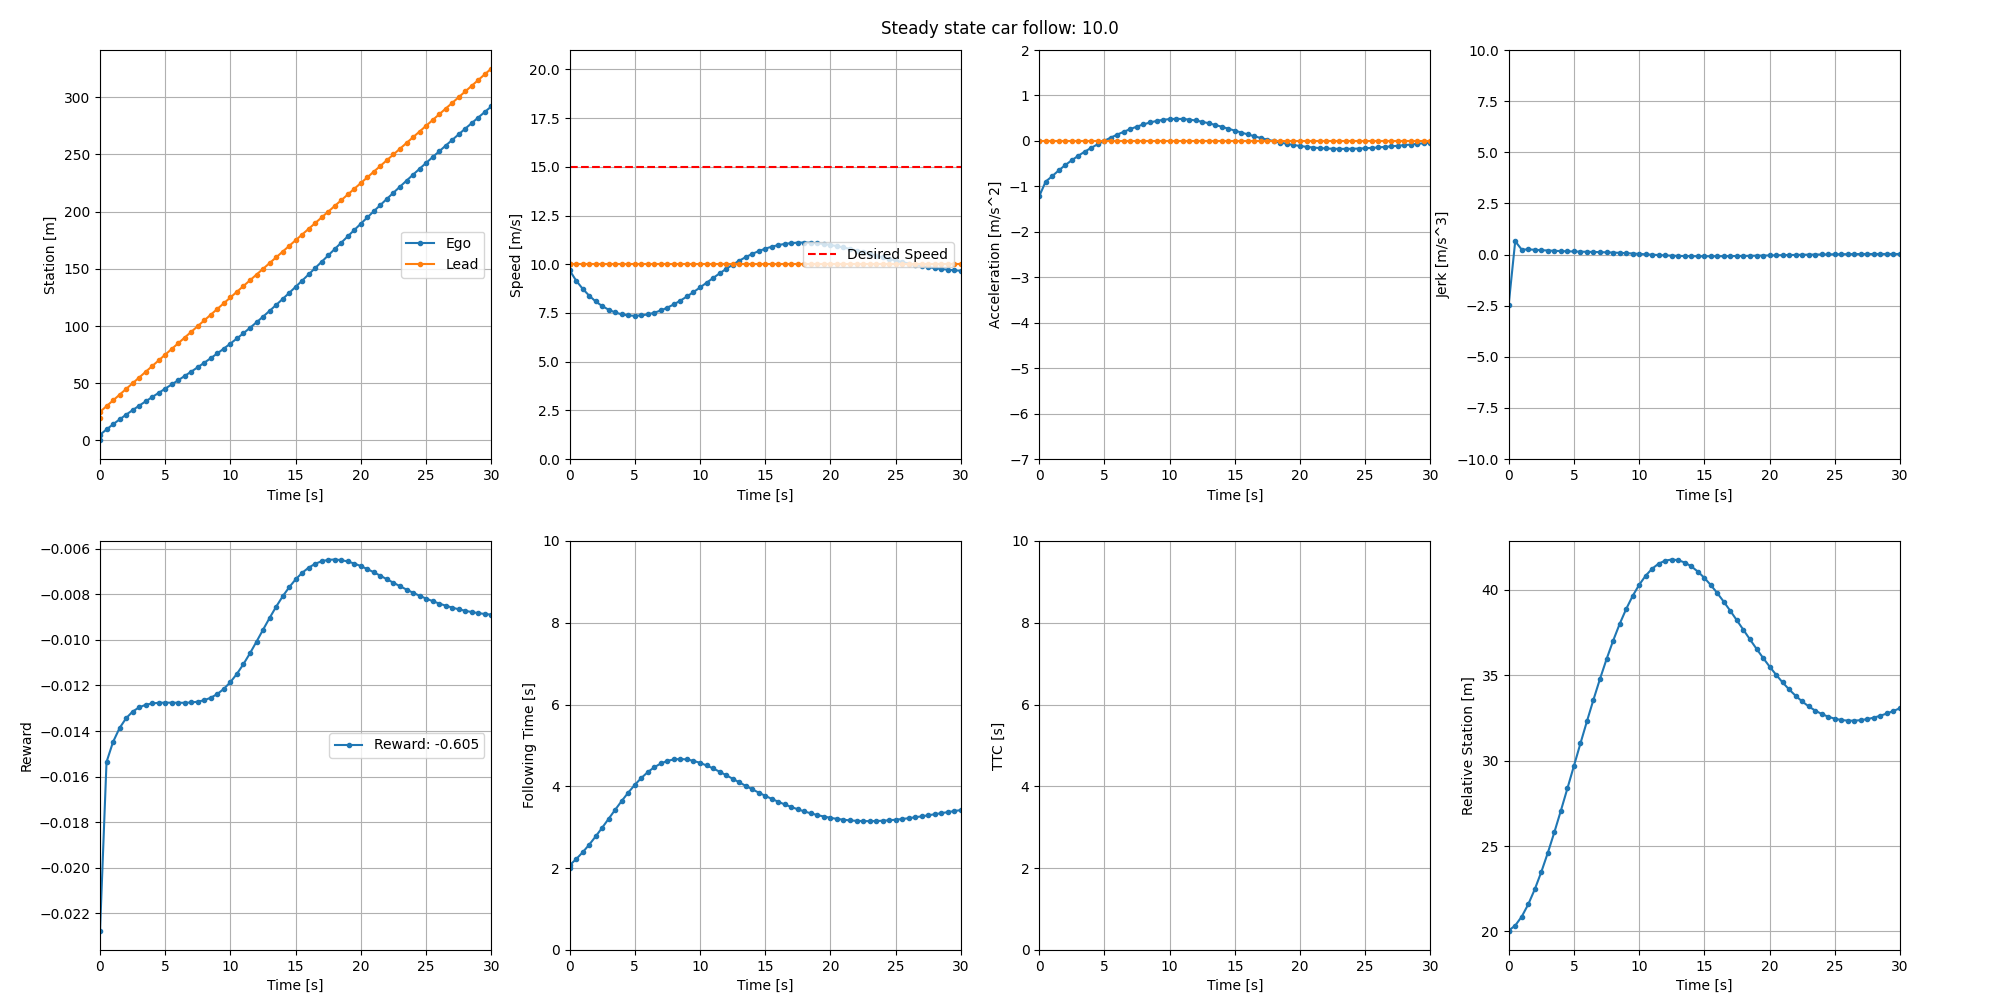 Steady state car follow: 10.0
Station [m]
300
250
200
150
100
50
0
Ego
Lead
0 5 10 15 20 25 30
Time [s]
Speed [m/s]
20.0
17.5
15.0
12.5
10.0
7.5
5.0
2.5
0.0
Desired Speed
0 5 10 15 20 25 30
Time [s]
Acceleration [m/s^2]
2
1
0
−1
−2
−3
−4
−5
−6
−7
0 5 10 15 20 25 30
Time [s]
Jerk [m/s^3]
10.0
7.5
5.0
2.5
0.0
−2.5
−5.0
−7.5
−10.0
0 5 10 15 20 25 30
Time [s]
Reward
−0.006
−0.008
−0.010
−0.012
−0.014
−0.016
−0.018
−0.020
−0.022
Reward: -0.605
0 5 10 15 20 25 30
Time [s]
Following Time [s]
10
8
6
4
2
0
0 5 10 15 20 25 30
Time [s]
TTC [s]
10
8
6
4
2
0
0 5 10 15 20 25 30
Time [s]
Relative Station [m]
40
35
30
25
20
0 5 10 15 20 25 30
Time [s]